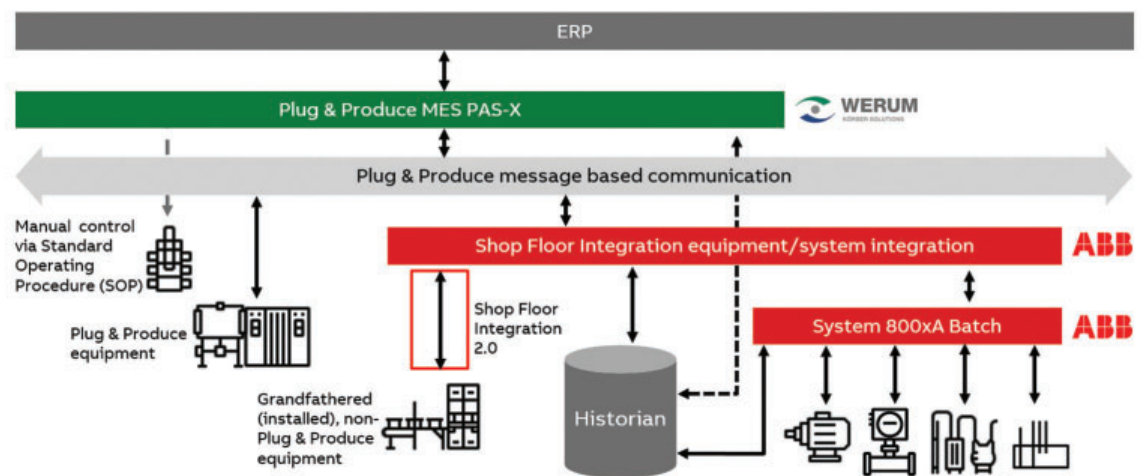 ERP
Plug & Produce MES PAS-X
WERUM
KÖRBER SOLUTIONS
Plug & Produce message based communication
Manual control
via Standard
Operating
Procedure (SOP)
Shop Floor Integration equipment/system integration
ABB
Plug & Produce
equipment
Shop Floor
Integration
2.0
System 800xA Batch
ABB
Grandfathered
(installed), non-
Plug & Produce
equipment
Historian